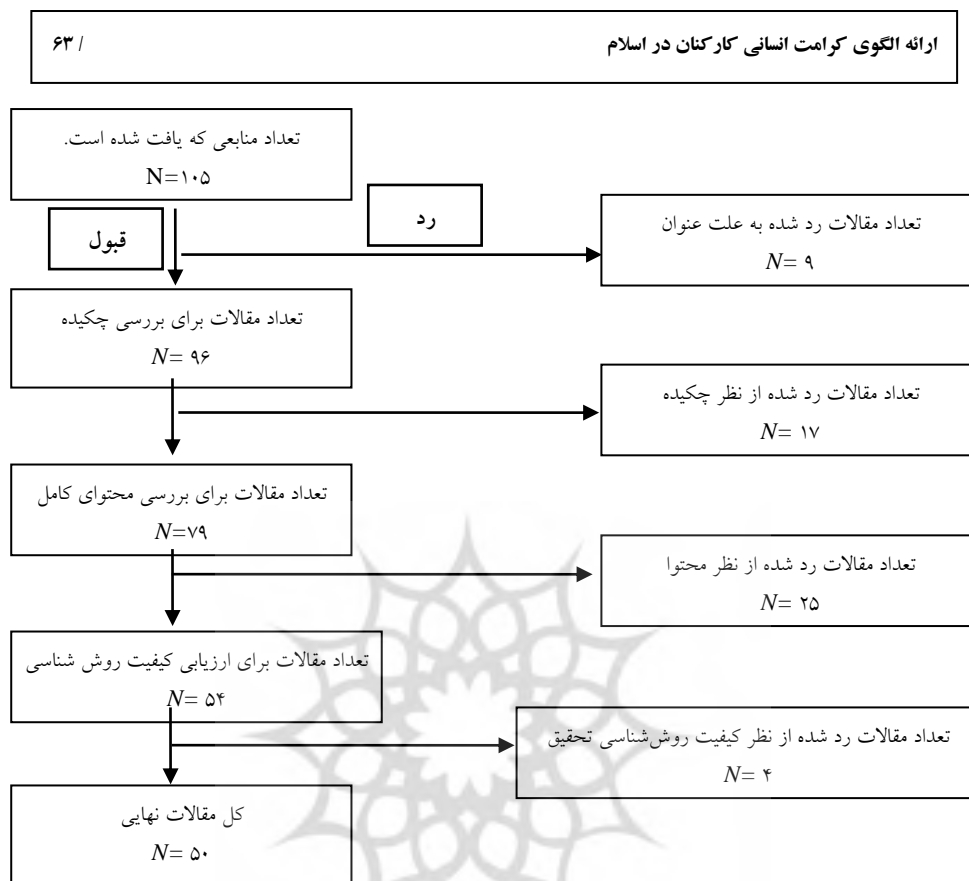 ارائه الگوی کرامت انسانی کارکنان در اسلام / ۶۳
تعداد منابعی که یافت شده است.
N=۱۰۵
قبول
رد
تعداد مقالات رد شده به علت عنوان
N= ۹
تعداد مقالات برای بررسی چکیده
N= ۹۶
تعداد مقالات رد شده از نظر چکیده
N= ۱۷
تعداد مقالات برای بررسی محتوای کامل
N=۷۹
تعداد مقالات رد شده از نظر محتوا
N= ۲۵
تعداد مقالات برای ارزیابی کیفیت روش شناسی
N= ۵۴
تعداد مقالات رد شده از نظر کیفیت روش‌شناسی تحقیق
N= ۴
کل مقالات نهایی
N= ۵۰